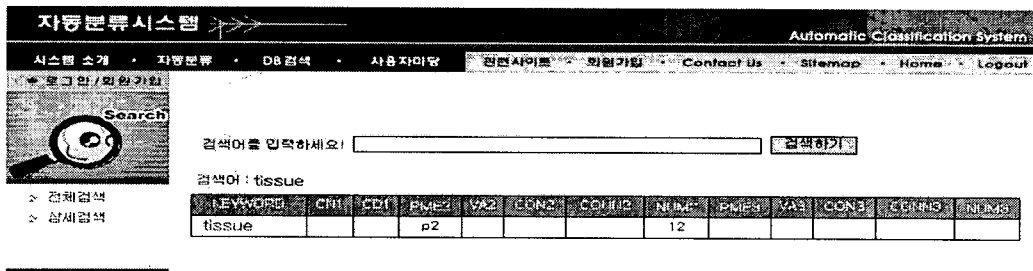 자동분류시스템
Automatic Classification System
시스템 소개 · 자동분류 · DB검색 · 사용자마당 관련사이트 · 회원가입 · Contact Us · Sitemap · Home · Logout
로그인/회원가입
Search
검색어를 입력하세요! 검색하기
검색어 : tissue
전체검색
상세검색
KEYWORD CN1 CD1 PME2 VA2 CON2 CONN2 PME3 VA3 CON3 CONN3 NUM3
tissue p2 12